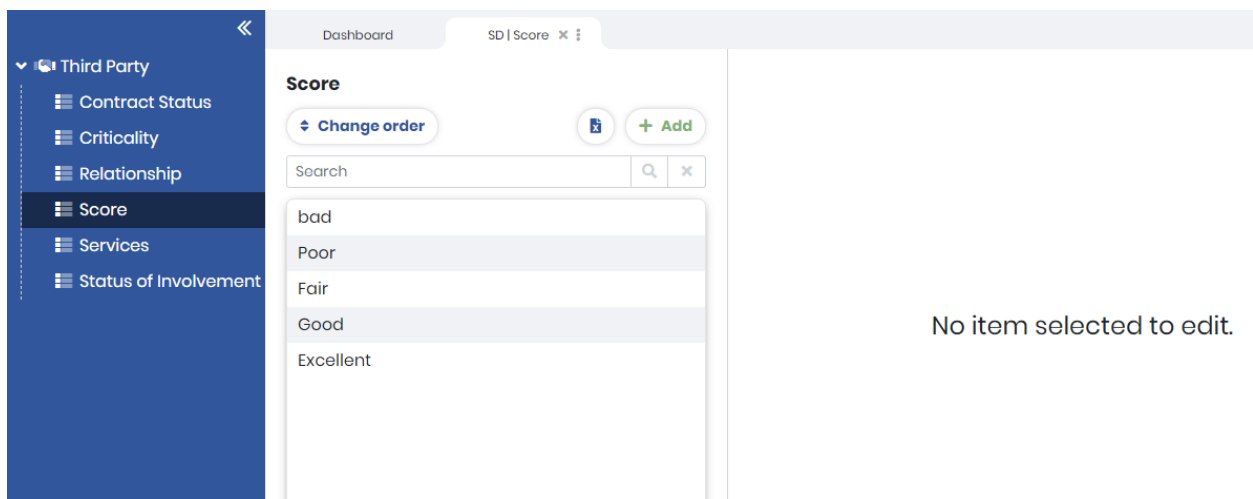 Dashboard
SD | Score
Third Party
Contract Status
Criticality
Relationship
Score
Services
Status of Involvement
Score
Change order
Add
Search
bad
Poor
Fair
Good
Excellent
No item selected to edit.